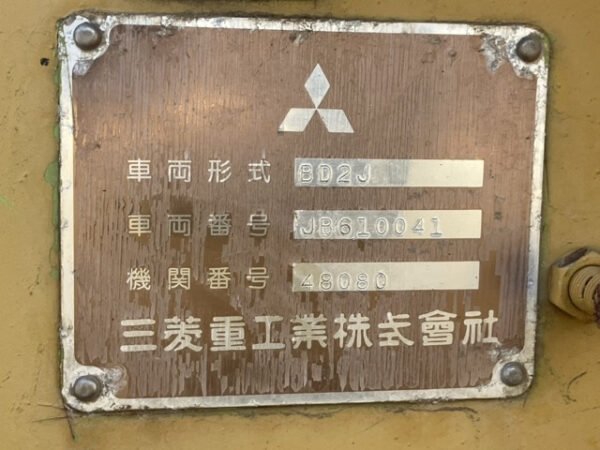 車両形式 BD2J
車両番号 JB610041
機関番号 48080
三菱重工業株式會社